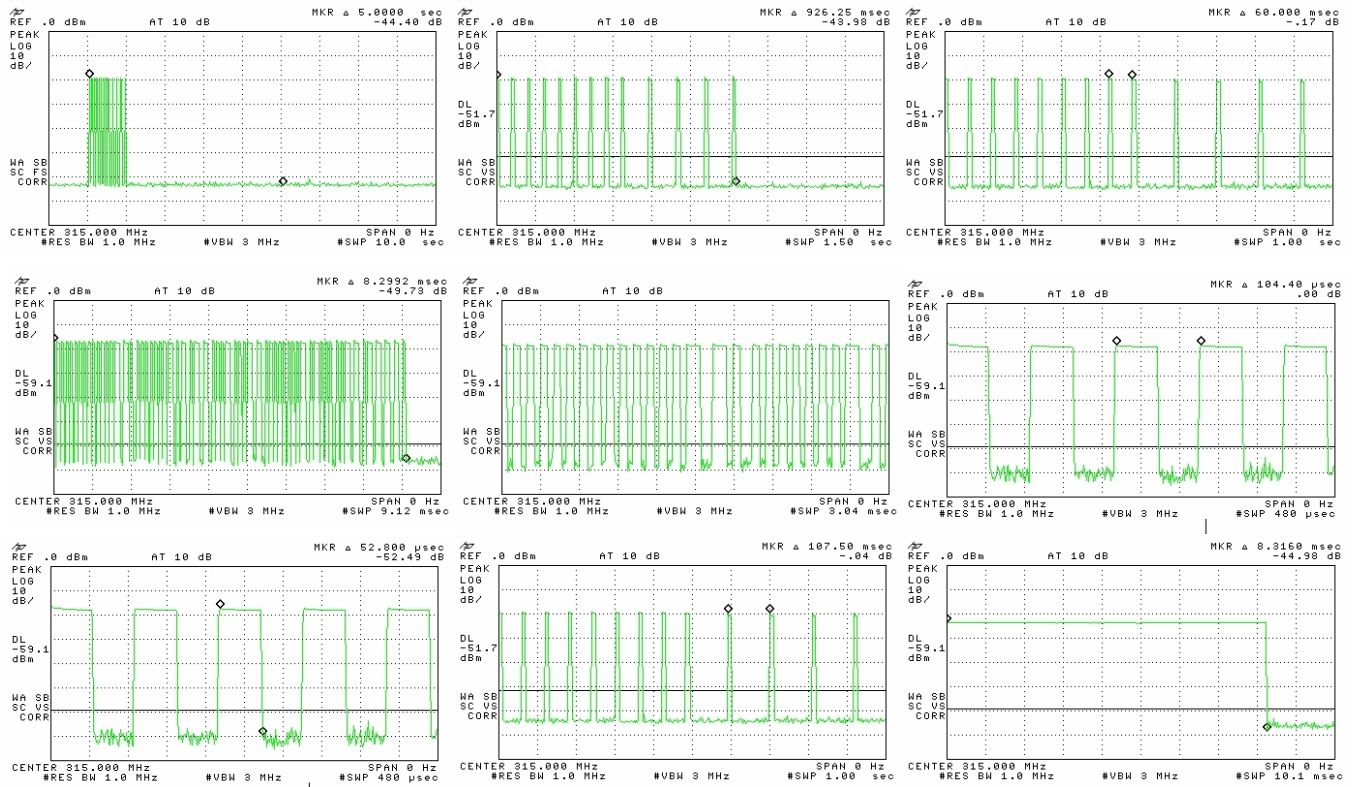 MKR Δ 5.0000 sec
REF .0 dBm AT 10 dB -44.40 dB
PEAK
LOG
10
dB/
WA SB
SC FS
CORR
CENTER 315.000 MHz SPAN 0 Hz
#RES BW 1.0 MHz #VBW 3 MHz #SWP 10.0 sec
MKR Δ 926.25 msec
REF .0 dBm AT 10 dB -43.98 dB
PEAK
LOG
10
dB/
DL
-51.7
dBm
WA SB
SC VS
CORR
CENTER 315.000 MHz SPAN 0 Hz
#RES BW 1.0 MHz #VBW 3 MHz #SWP 1.50 sec
MKR Δ 60.000 msec
REF .0 dBm AT 10 dB -.17 dB
PEAK
LOG
10
dB/
DL
-51.7
dBm
WA SB
SC VS
CORR
CENTER 315.000 MHz SPAN 0 Hz
#RES BW 1.0 MHz #VBW 3 MHz #SWP 1.00 sec
MKR Δ 8.2992 msec
REF .0 dBm AT 10 dB -49.73 dB
PEAK
LOG
10
dB/
DL
-59.1
dBm
WA SB
SC VS
CORR
CENTER 315.000 MHz SPAN 0 Hz
#RES BW 1.0 MHz #VBW 3 MHz #SWP 9.12 msec
REF .0 dBm AT 10 dB
PEAK
LOG
10
dB/
DL
-59.1
dBm
WA SB
SC VS
CORR
CENTER 315.000 MHz SPAN 0 Hz
#RES BW 1.0 MHz #VBW 3 MHz #SWP 3.04 msec
MKR Δ 104.40 μsec
REF .0 dBm AT 10 dB .00 dB
PEAK
LOG
10
dB/
DL
-59.1
dBm
WA SB
SC VS
CORR
CENTER 315.000 MHz SPAN 0 Hz
#RES BW 1.0 MHz #VBW 3 MHz #SWP 480 μsec
MKR Δ 52.800 μsec
REF .0 dBm AT 10 dB -52.49 dB
PEAK
LOG
10
dB/
DL
-59.1
dBm
WA SB
SC VS
CORR
CENTER 315.000 MHz SPAN 0 Hz
#RES BW 1.0 MHz #VBW 3 MHz #SWP 480 μsec
MKR Δ 107.50 msec
REF .0 dBm AT 10 dB -.04 dB
PEAK
LOG
10
dB/
DL
-51.7
dBm
WA SB
SC VS
CORR
CENTER 315.000 MHz SPAN 0 Hz
#RES BW 1.0 MHz #VBW 3 MHz #SWP 1.00 sec
MKR Δ 8.3160 msec
REF .0 dBm AT 10 dB -44.98 dB
PEAK
LOG
10
dB/
DL
-59.1
dBm
WA SB
SC VS
CORR
CENTER 315.000 MHz SPAN 0 Hz
#RES BW 1.0 MHz #VBW 3 MHz #SWP 10.1 msec